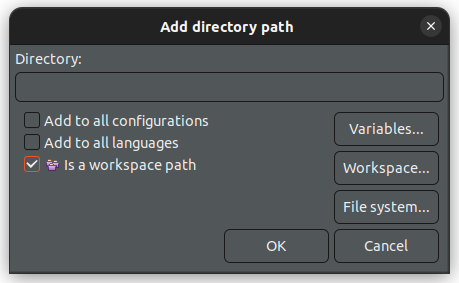 Add directory path
Directory:
Add to all configurations
Add to all languages
Is a workspace path
Variables...
Workspace...
File system...
OK
Cancel